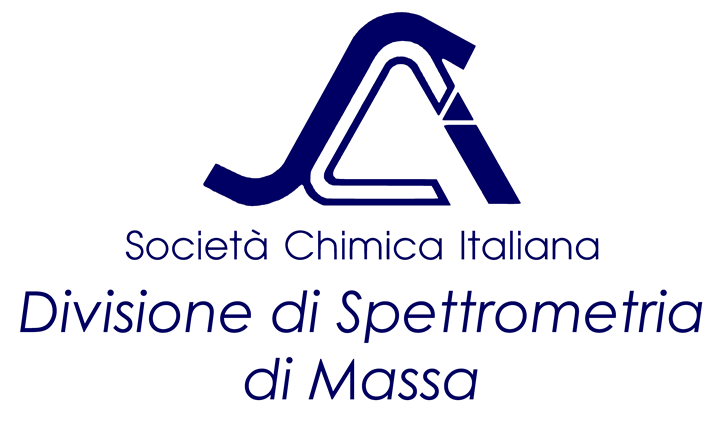 Società Chimica Italiana
Divisione di Spettrometria
di Massa